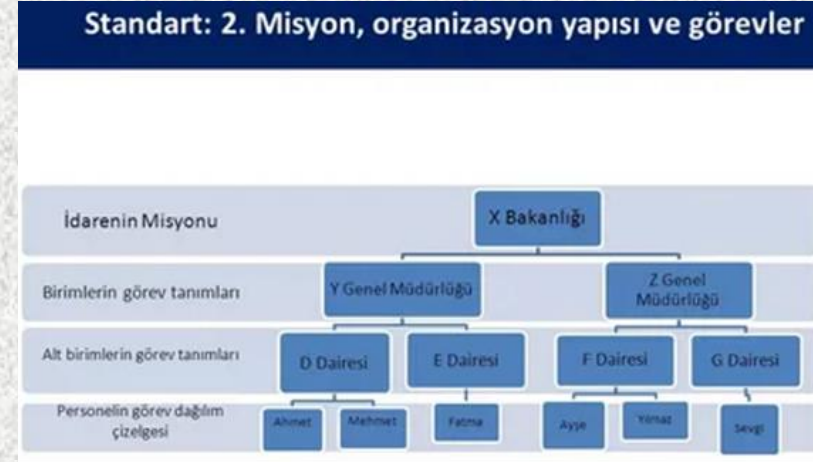 Standart: 2. Misyon, organizasyon yapısı ve görevler
İdarenin Misyonu
X Bakanlığı
Birimlerin görev tanımları
Y Genel Müdürlüğü
Z Genel
Müdürlüğü
Alt birimlerin görev tanımları
D Dairesi
E Dairesi
F Dairesi
G Dairesi
Personelin görev dağılım
çizelgesi
Ahmet
Mehmet
Fatma
Ayşe
Yılmaz
Sevgi